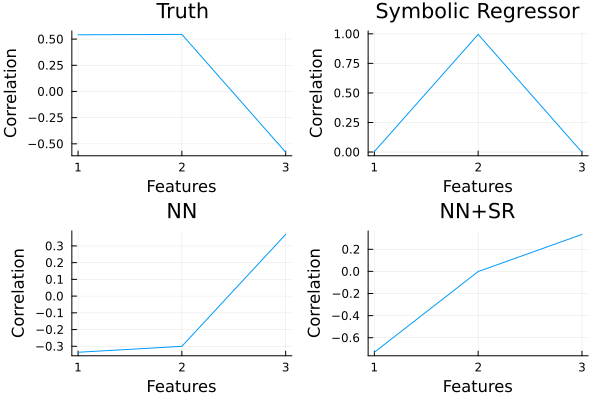 Truth
Correlation
0.50
0.25
0.00
−0.25
−0.50
1 2 3
Features
Symbolic Regressor
Correlation
1.00
0.75
0.50
0.25
0.00
1 2 3
Features
NN
Correlation
0.3
0.2
0.1
0.0
−0.1
−0.2
−0.3
1 2 3
Features
NN+SR
Correlation
0.2
0.0
−0.2
−0.4
−0.6
1 2 3
Features